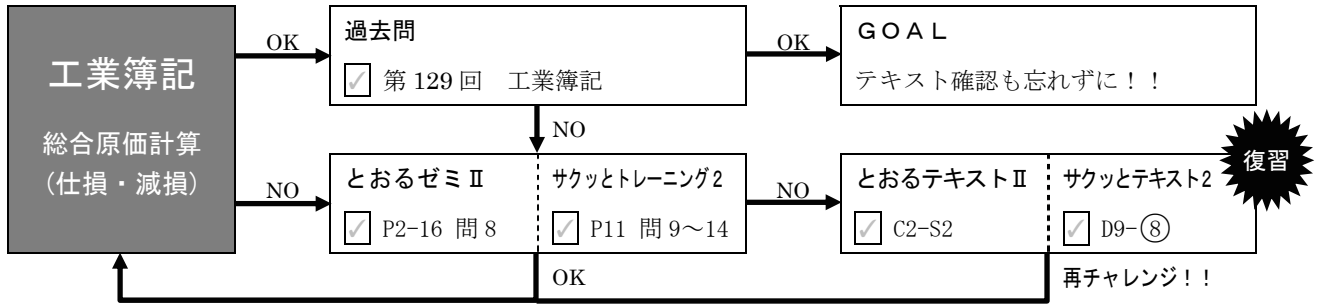 工業簿記
総合原価計算
(仕損・減損)
OK
過去問
✓ 第129回 工業簿記
OK
ＧＯＡＬ
テキスト確認も忘れずに！！
NO
NO
とおるゼミⅡ
✓ P2-16 問8
サクッとトレーニング2
✓ P11 問9～14
NO
とおるテキストⅡ
✓ C2-S2
サクッとテキスト2
✓ D9-⑧
復習
OK
再チャレンジ！！